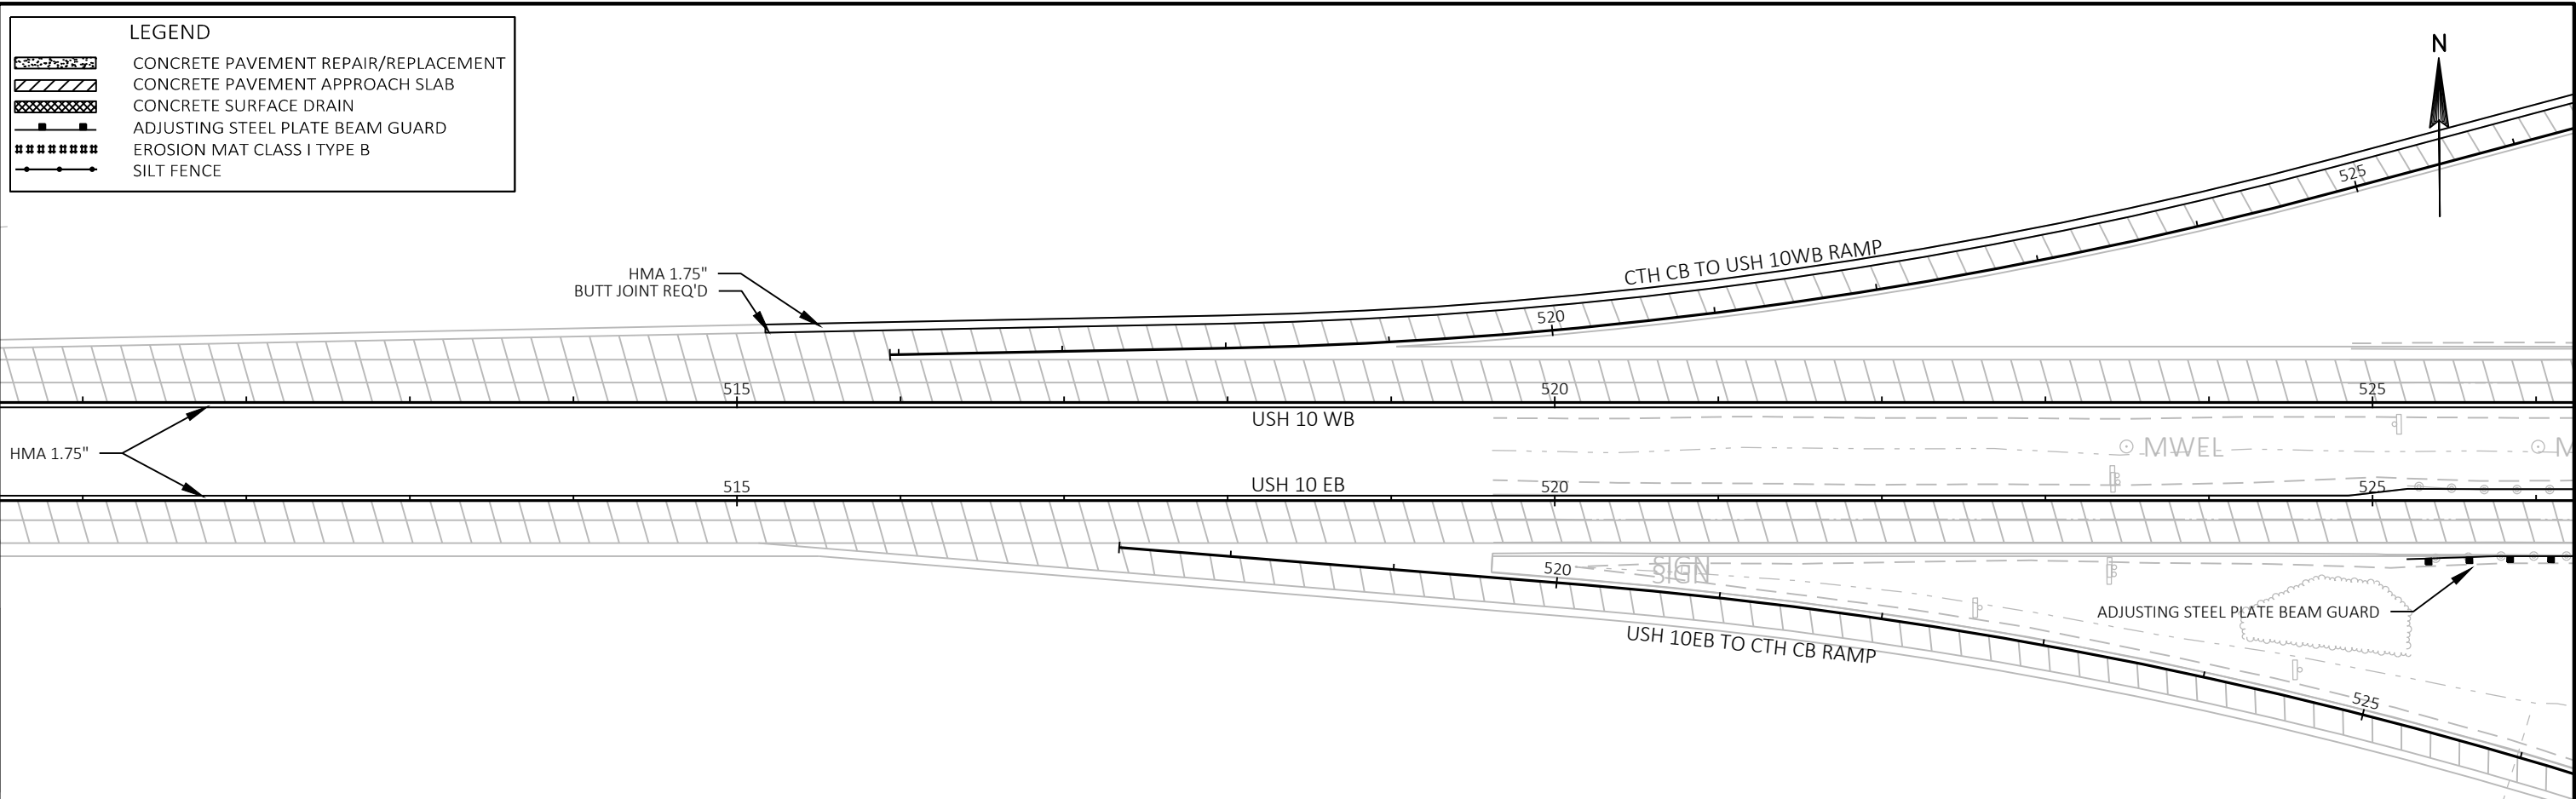 LEGEND
CONCRETE PAVEMENT REPAIR/REPLACEMENT
CONCRETE PAVEMENT APPROACH SLAB
CONCRETE SURFACE DRAIN
ADJUSTING STEEL PLATE BEAM GUARD
EROSION MAT CLASS I TYPE B
SILT FENCE
N
525
CTH CB TO USH 10WB RAMP
HMA 1.75"
BUTT JOINT REQ'D
520
515
520
525
USH 10 WB
HMA 1.75"
MWEL
M
515
USH 10 EB
520
525
520
SIGN
SIGN
ADJUSTING STEEL PLATE BEAM GUARD
USH 10EB TO CTH CB RAMP
525